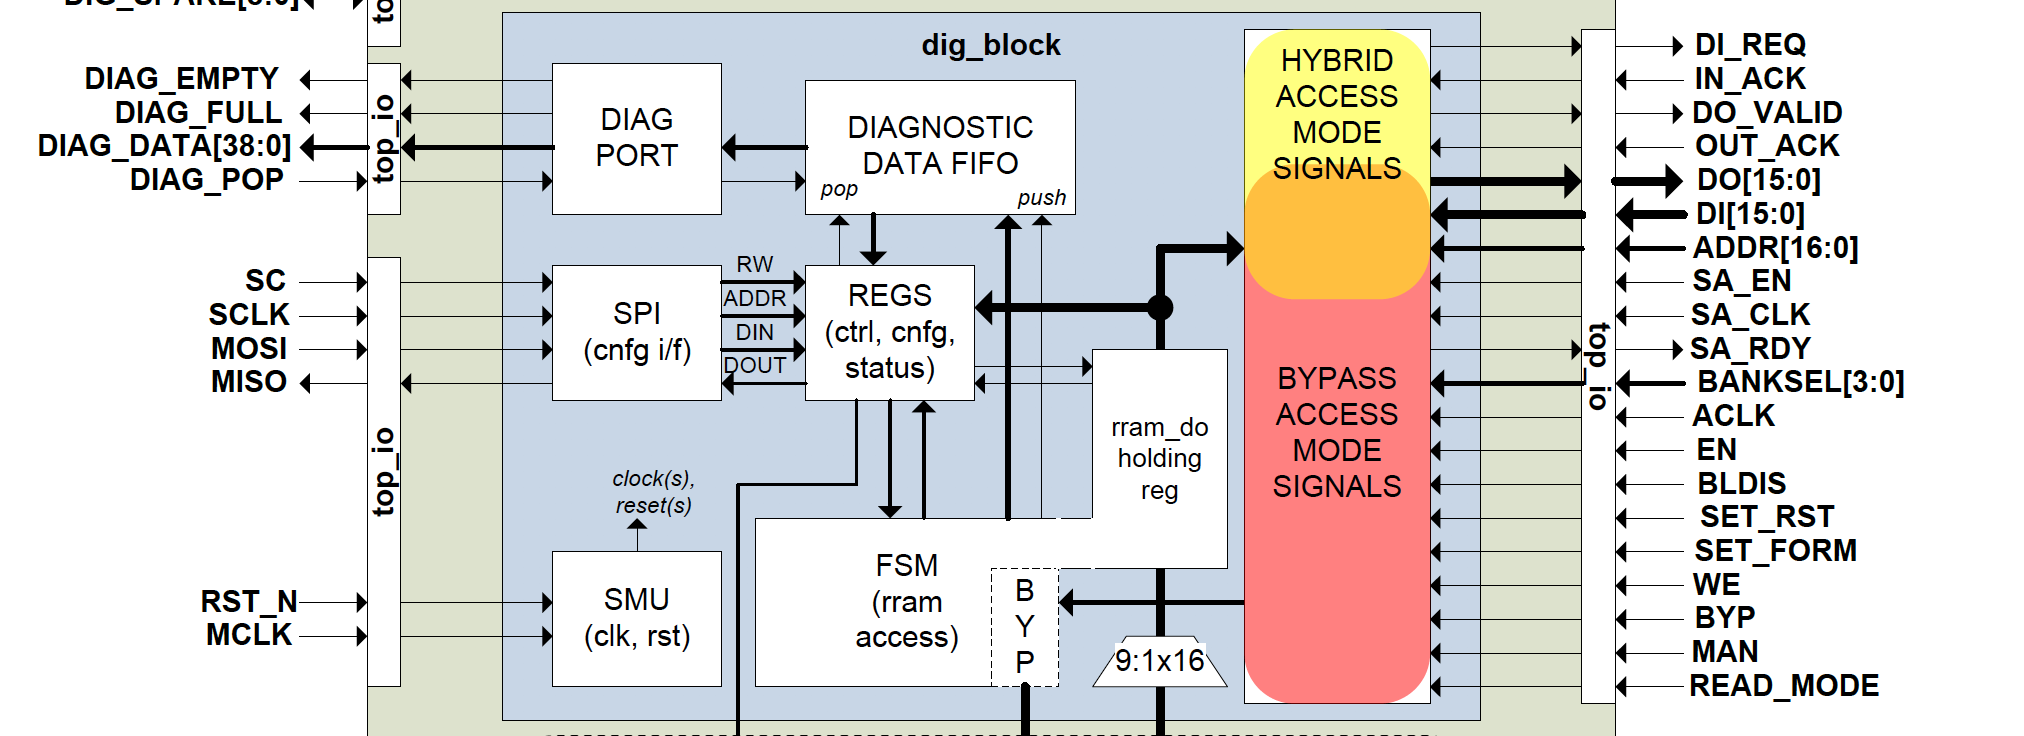 DIG_SPARE[8:0]
to
dig_block
DIAG_EMPTY
DIAG_FULL
DIAG_DATA[38:0]
DIAG_POP
top_io
DIAG
PORT
DIAGNOSTIC
DATA FIFO
pop
push
HYBRID
ACCESS
MODE
SIGNALS
BYPASS
ACCESS
MODE
SIGNALS
DI_REQ
IN_ACK
DO_VALID
OUT_ACK
DO[15:0]
DI[15:0]
ADDR[16:0]
SA_EN
SA_CLK
SA_RDY
BANKSEL[3:0]
ACLK
EN
BLDIS
SET_RST
SET_FORM
WE
BYP
MAN
READ_MODE
top_io
SC
SCLK
MOSI
MISO
top_io
SPI
(cnfg i/f)
RW
ADDR
DIN
DOUT
REGS
(ctrl, cnfg,
status)
rram_do
holding
reg
clock(s),
reset(s)
RST_N
MCLK
SMU
(clk, rst)
FSM
(rram
access)
B
Y
P
9:1x16